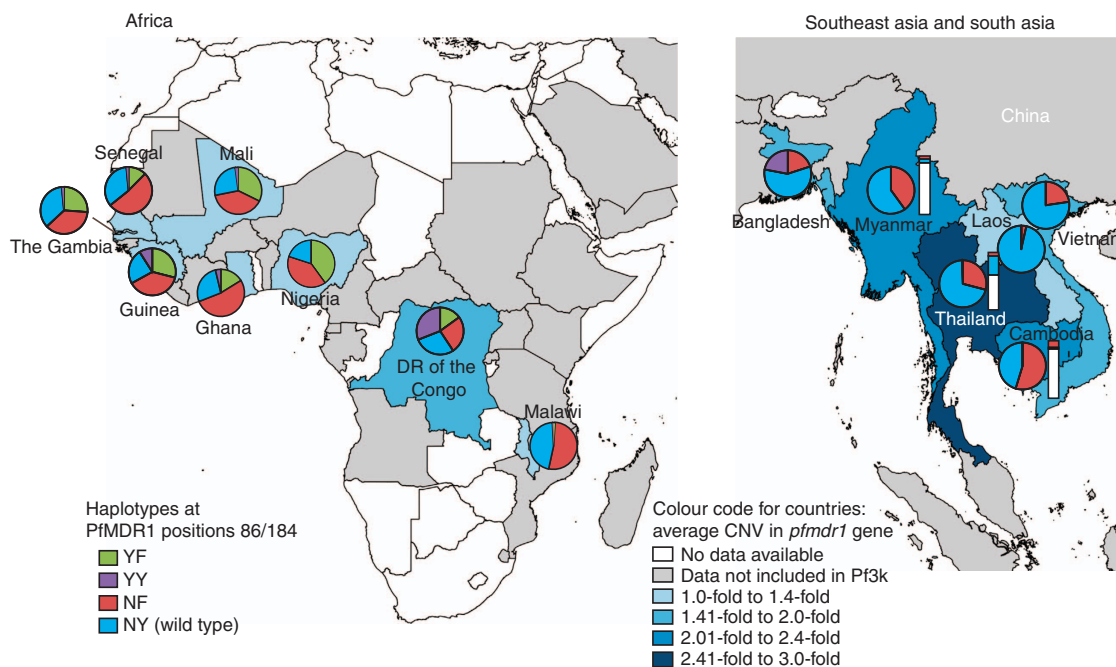 Africa
Southeast asia and south asia
China
Senegal
Mali
The Gambia
Guinea
Ghana
Nigeria
DR of the
Congo
Malawi
Bangladesh
Myanmar
Laos
Vietnam
Thailand
Cambodia
Haplotypes at
PfMDR1 positions 86/184
YF
YY
NF
NY (wild type)
Colour code for countries:
average CNV in pfmdr1 gene
No data available
Data not included in Pf3k
1.0-fold to 1.4-fold
1.41-fold to 2.0-fold
2.01-fold to 2.4-fold
2.41-fold to 3.0-fold